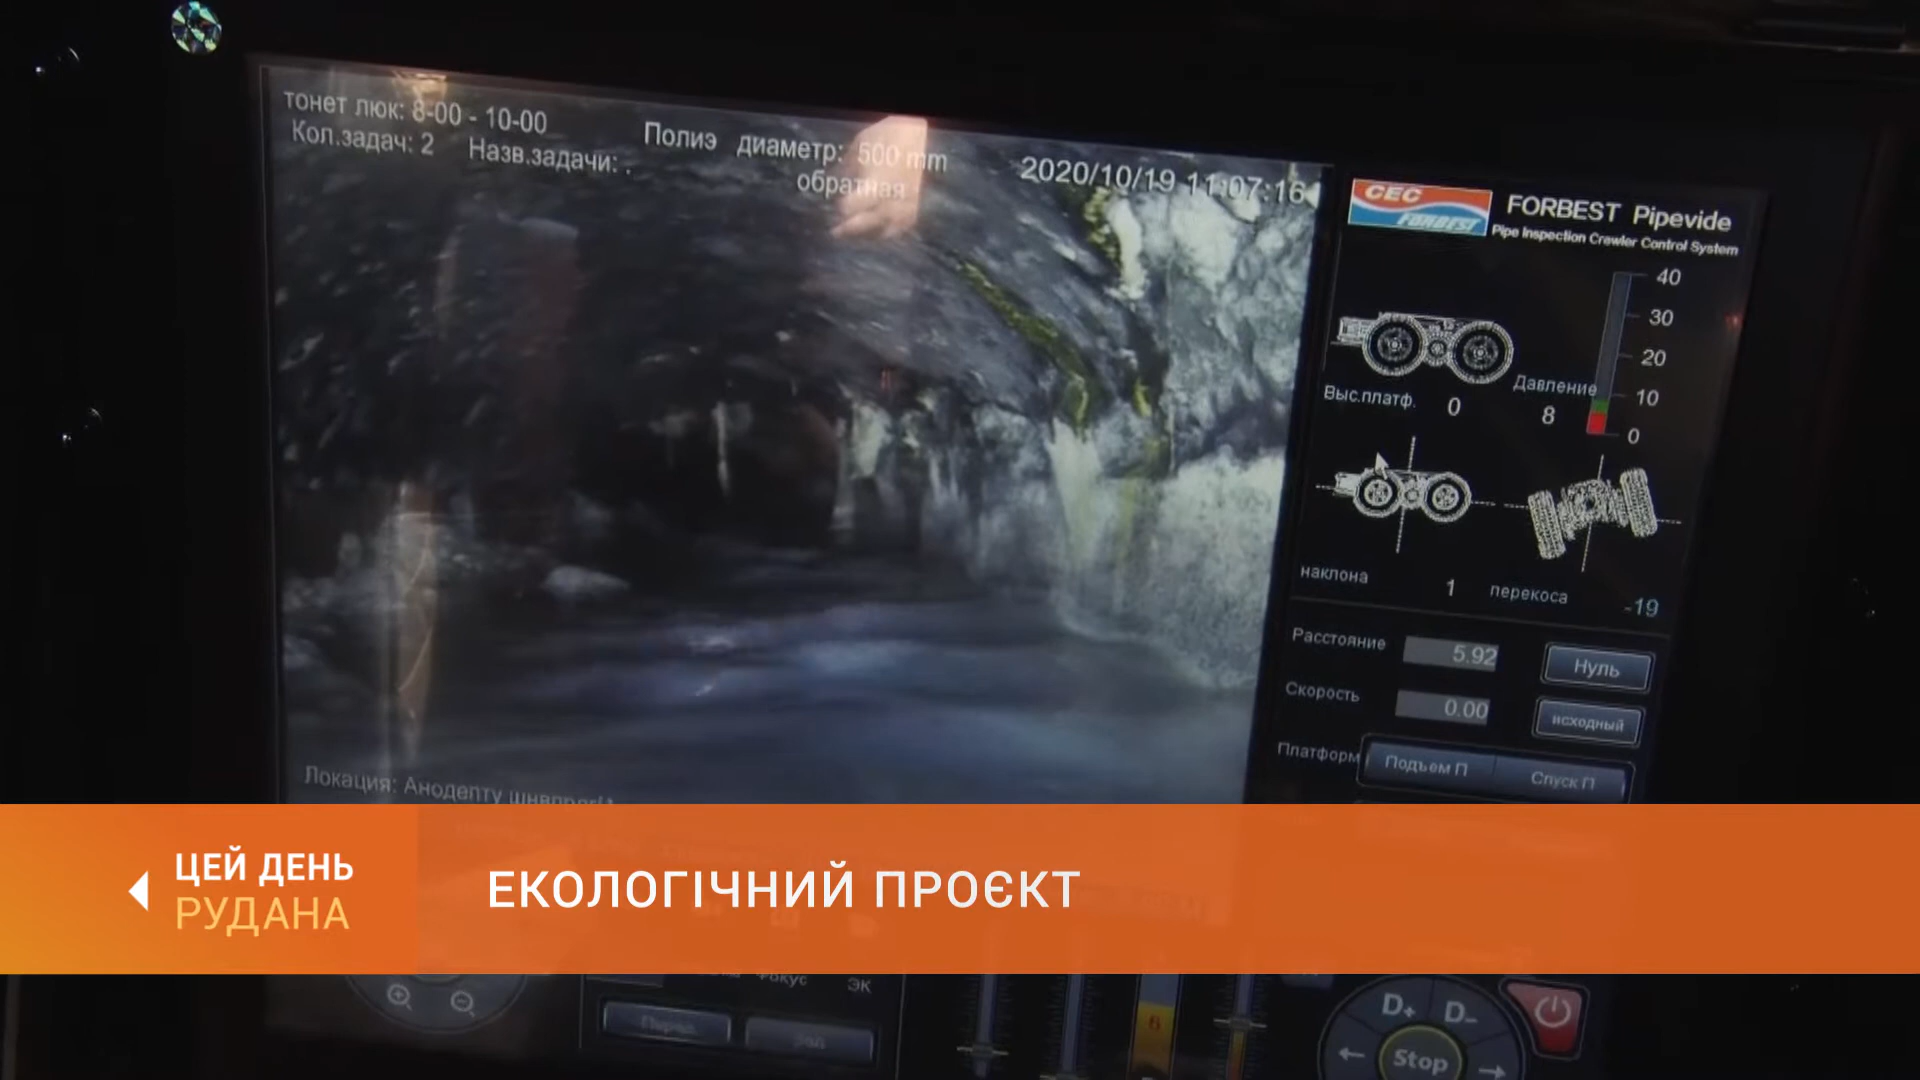 тонет люк: 8-00 - 10-00
Кол.задач: 2 Назв.задачи: .
Полиэ диаметр: 500 mm
обратная
2020/10/19 11:07:16
CEC
FORBEST
FORBEST Pipevide
Pipe Inspection Crewler Control System
40
30
20
10
0
Давление
8
Выс.платф. 0
наклона 1 перекоса -19
Расстояние 5.92 Нуль
Скорость 0.00 исходный
Платформ Подъем П Спуск П
Локация:
ЦЕЙ ДЕНЬ
РУДАНА
ЕКОЛОГІЧНИЙ ПРОЄКТ
Фокус ЭК
6
D+ D-
Stop